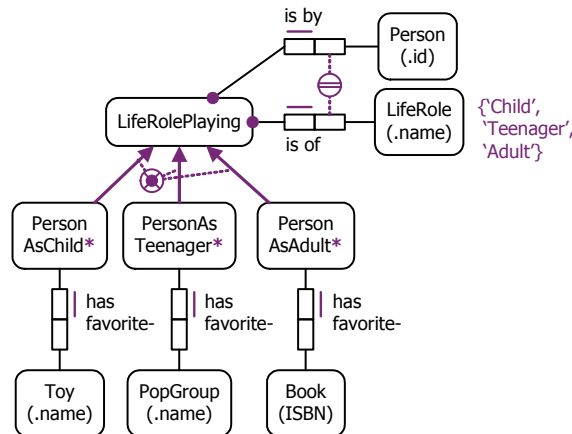 is by
Person
(.id)
LifeRolePlaying
LifeRole
(.name)
{‘Child’,
‘Teenager’,
‘Adult’}
is of
Person
AsChild*
PersonAs
Teenager*
Person
AsAdult*
has
favorite-
has
favorite-
has
favorite-
Toy
(.name)
PopGroup
(.name)
Book
(ISBN)